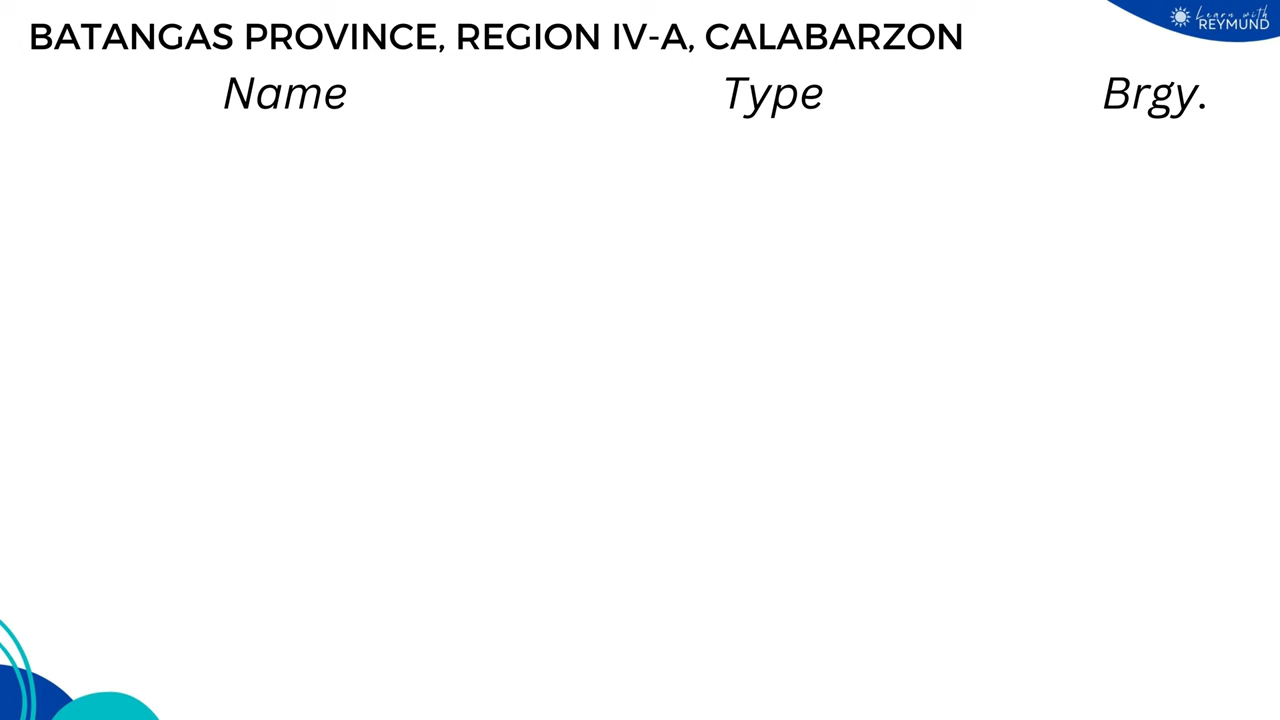 BATANGAS PROVINCE, REGION IV-A, CALABARZON
Learn with
REYMUND
Name Type Brgy.